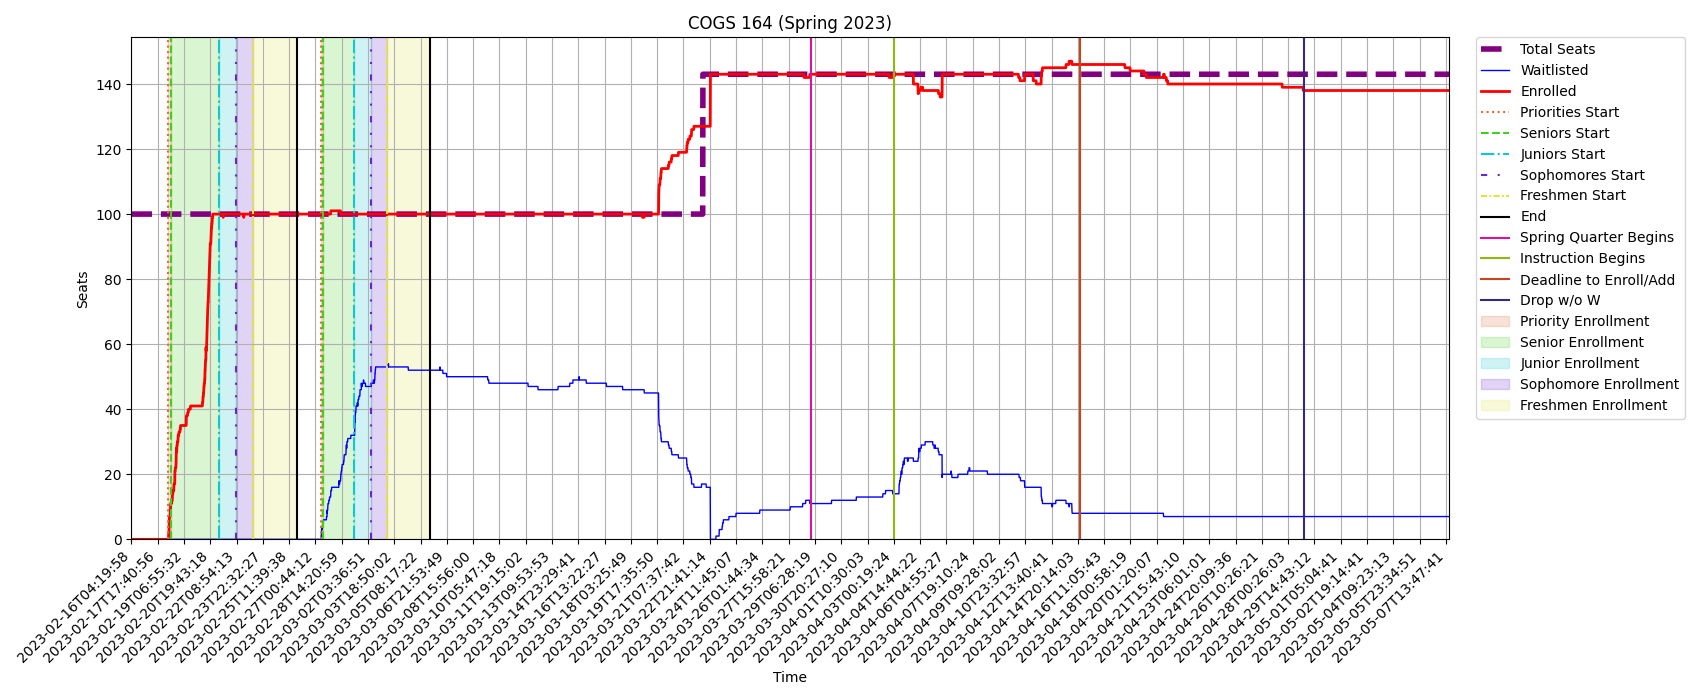 COGS 164 (Spring 2023)
Seats
0
20
40
60
80
100
120
140
2023-02-16T04:19:58
2023-02-17T17:40:56
2023-02-19T06:55:32
2023-02-20T19:43:18
2023-02-22T08:54:13
2023-02-23T22:32:27
2023-02-25T11:39:38
2023-02-27T00:44:12
2023-02-28T14:20:59
2023-03-02T03:36:51
2023-03-03T18:50:02
2023-03-05T08:17:22
2023-03-06T21:53:49
2023-03-08T15:56:00
2023-03-10T05:47:18
2023-03-11T19:15:02
2023-03-13T09:53:53
2023-03-14T23:29:41
2023-03-16T13:22:27
2023-03-18T03:25:49
2023-03-19T17:35:50
2023-03-21T07:37:42
2023-03-22T21:41:14
2023-03-24T11:45:07
2023-03-26T01:44:34
2023-03-27T15:58:21
2023-03-29T06:28:19
2023-03-30T20:27:10
2023-04-01T10:30:03
2023-04-03T00:19:24
2023-04-04T14:44:22
2023-04-06T04:55:27
2023-04-07T19:10:24
2023-04-09T09:28:02
2023-04-10T23:32:57
2023-04-12T13:40:41
2023-04-14T20:14:03
2023-04-16T11:05:43
2023-04-18T00:58:19
2023-04-20T01:20:07
2023-04-21T15:43:10
2023-04-23T06:01:01
2023-04-24T20:09:36
2023-04-26T10:26:21
2023-04-28T00:26:03
2023-04-29T14:43:12
2023-05-01T05:04:41
2023-05-02T19:14:41
2023-05-04T09:23:13
2023-05-05T23:34:51
2023-05-07T13:47:41
Time
Total Seats
Waitlisted
Enrolled
Priorities Start
Seniors Start
Juniors Start
Sophomores Start
Freshmen Start
End
Spring Quarter Begins
Instruction Begins
Deadline to Enroll/Add
Drop w/o W
Priority Enrollment
Senior Enrollment
Junior Enrollment
Sophomore Enrollment
Freshmen Enrollment